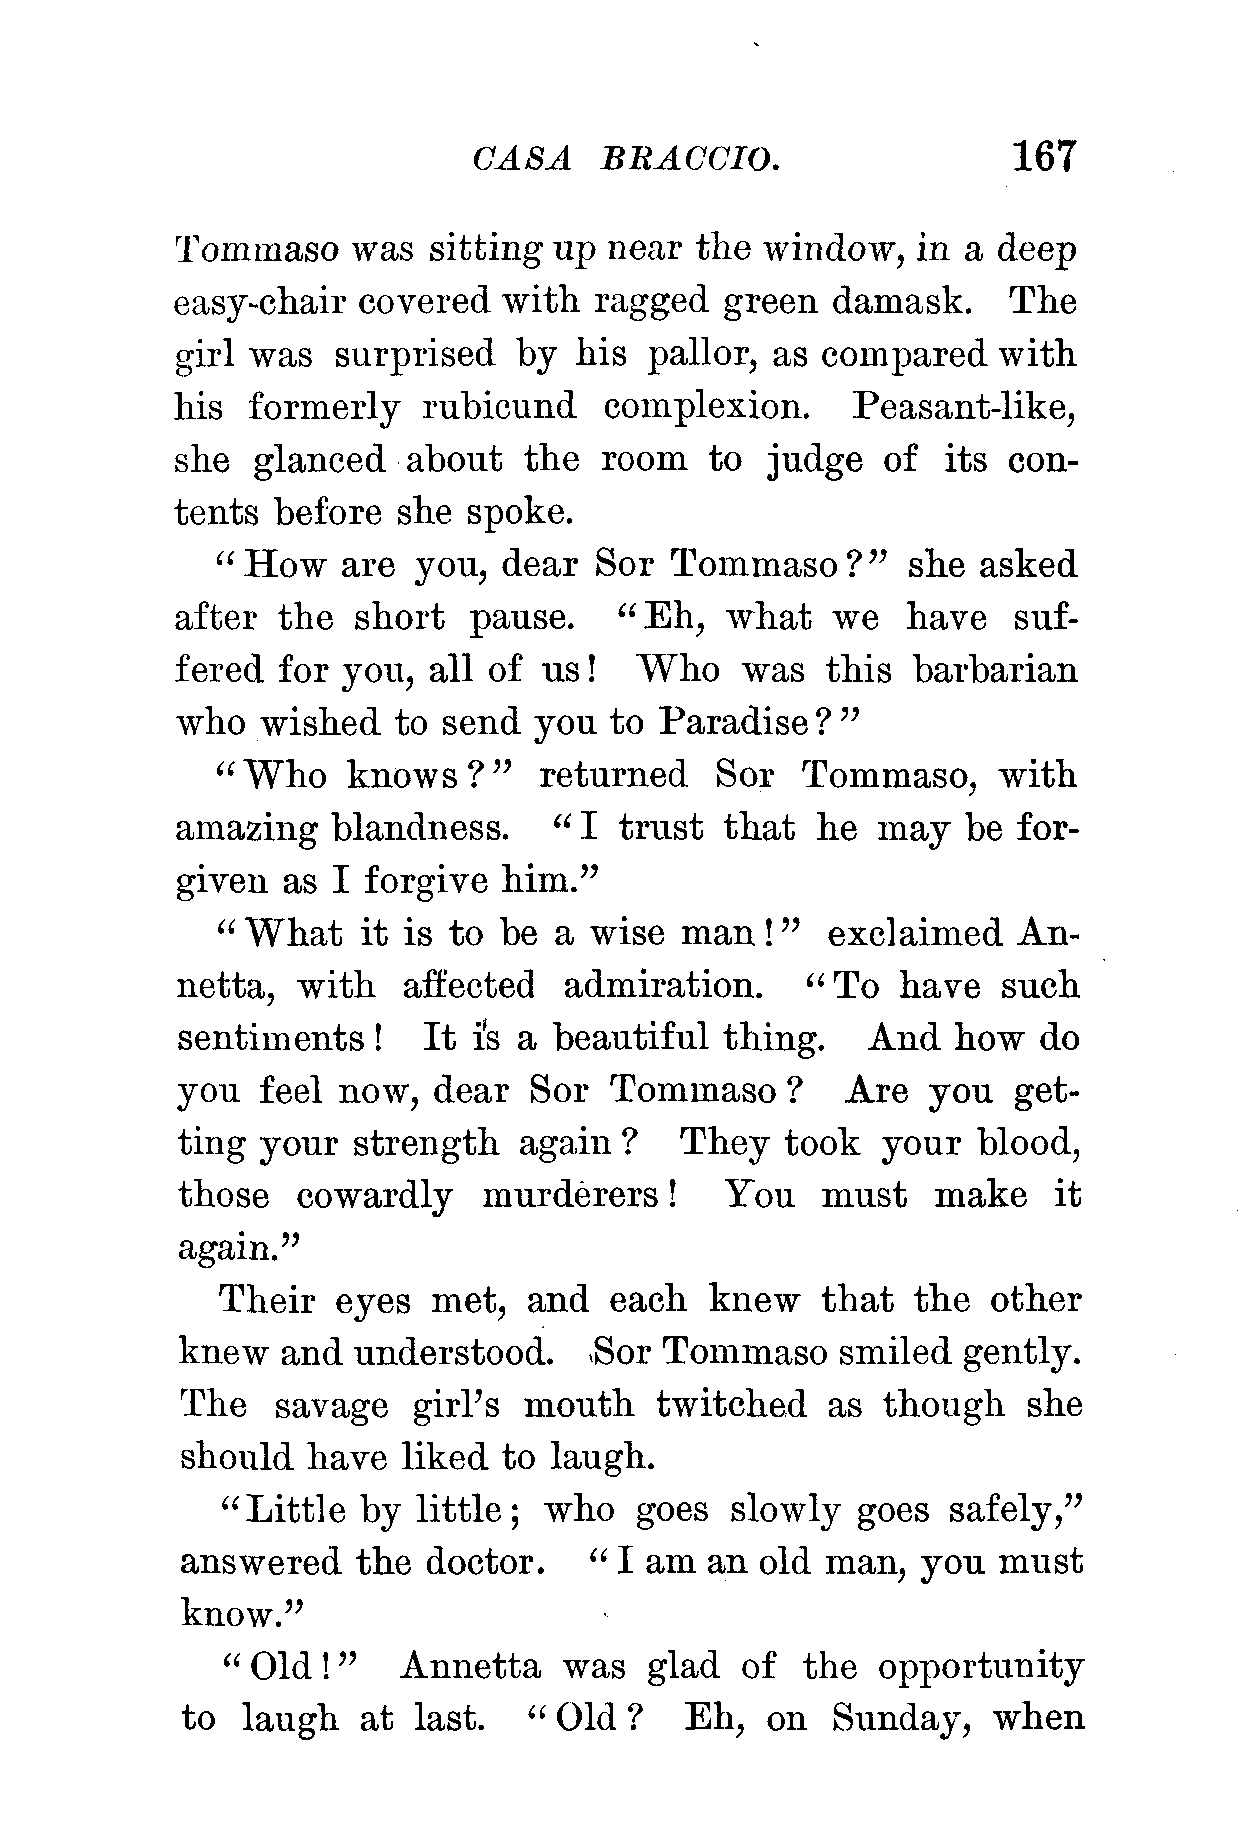 CASA BRACCIO. 167
Tommaso was sitting up near the window, in a deep
easy-chair covered with ragged green damask. The
girl was surprised by his pallor, as compared with
his formerly rubicund complexion. Peasant-like,
she glanced about the room to judge of its con-
tents before she spoke.
“How are you, dear Sor Tommaso?” she asked
after the short pause. “Eh, what we have suf-
fered for you, all of us! Who was this barbarian
who wished to send you to Paradise?”
“Who knows?” returned Sor Tommaso, with
amazing blandness. “I trust that he may be for-
given as I forgive him.”
“What it is to be a wise man!” exclaimed An-
netta, with affected admiration. “To have such
sentiments! It is a beautiful thing. And how do
you feel now, dear Sor Tommaso? Are you get-
ting your strength again? They took your blood,
those cowardly murderers! You must make it
again.”
Their eyes met, and each knew that the other
knew and understood. Sor Tommaso smiled gently.
The savage girl’s mouth twitched as though she
should have liked to laugh.
“Little by little; who goes slowly goes safely,”
answered the doctor. “I am an old man, you must
know.”
“Old!” Annetta was glad of the opportunity
to laugh at last. “Old? Eh, on Sunday, when